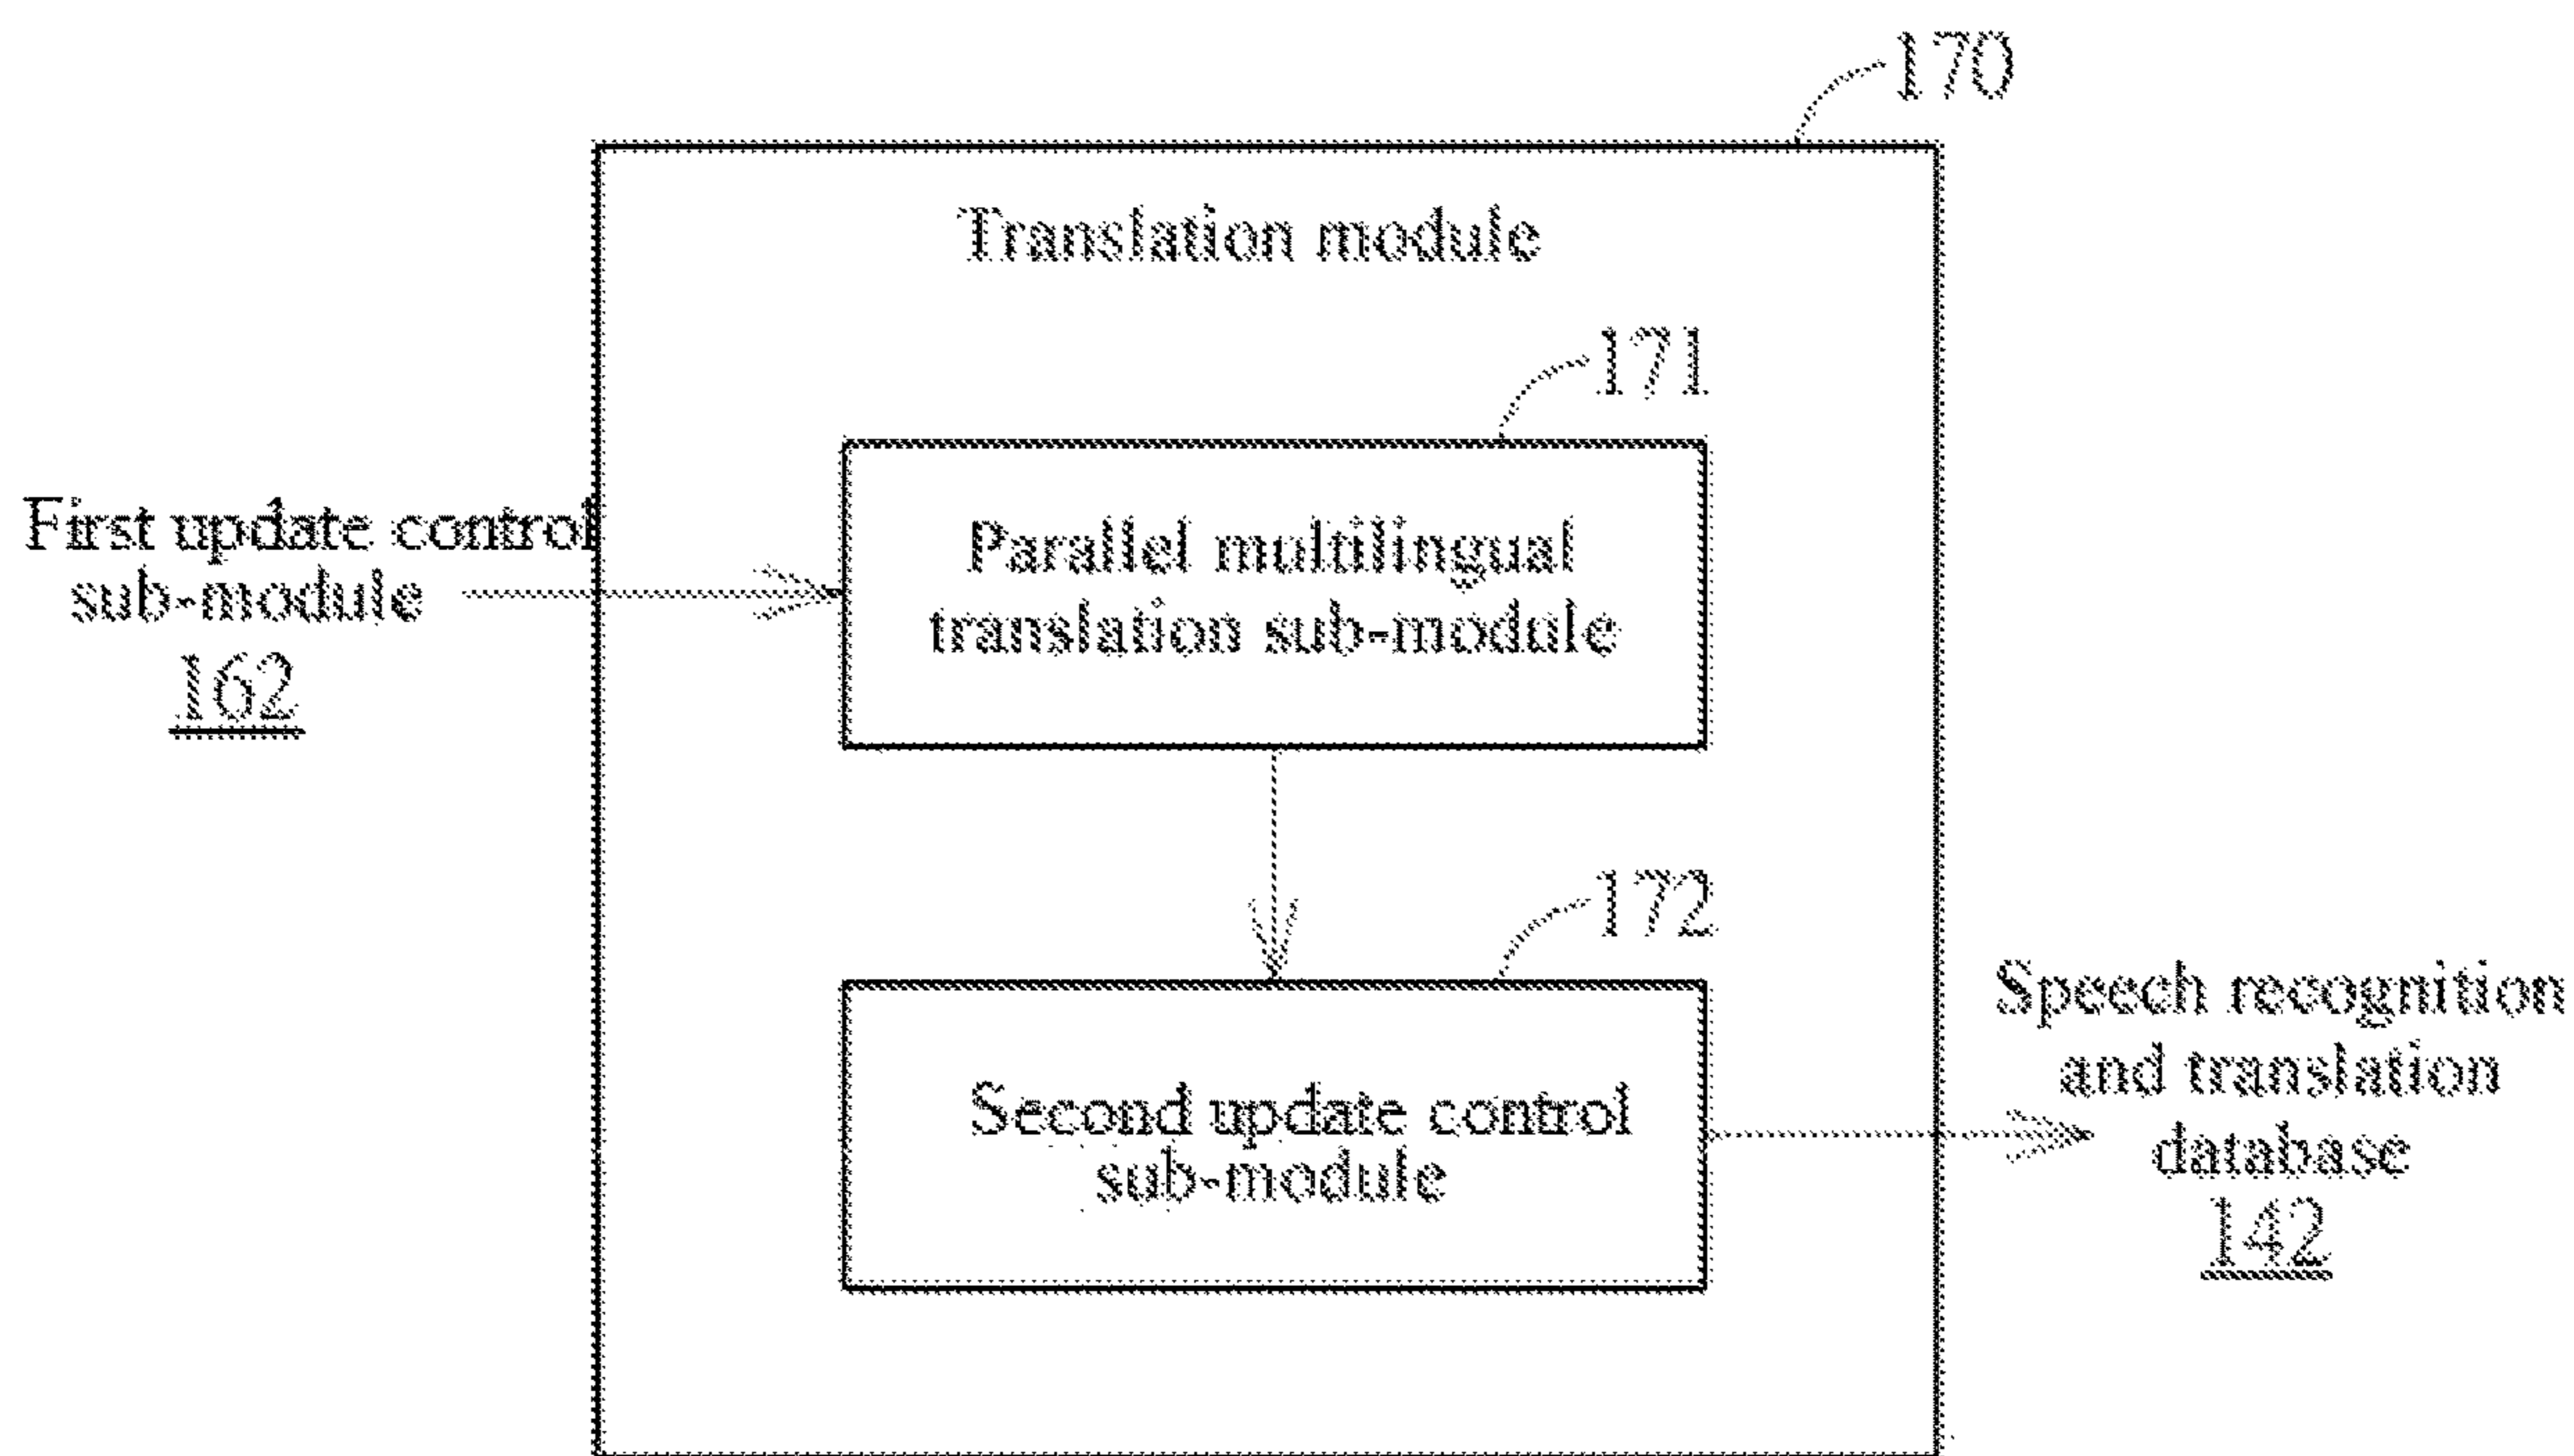 170
Translation module
171
First update control
sub-module
162
Parallel multilingual
translation sub-module
172
Second update control
sub-module
Speech recognition
and translation
database
142